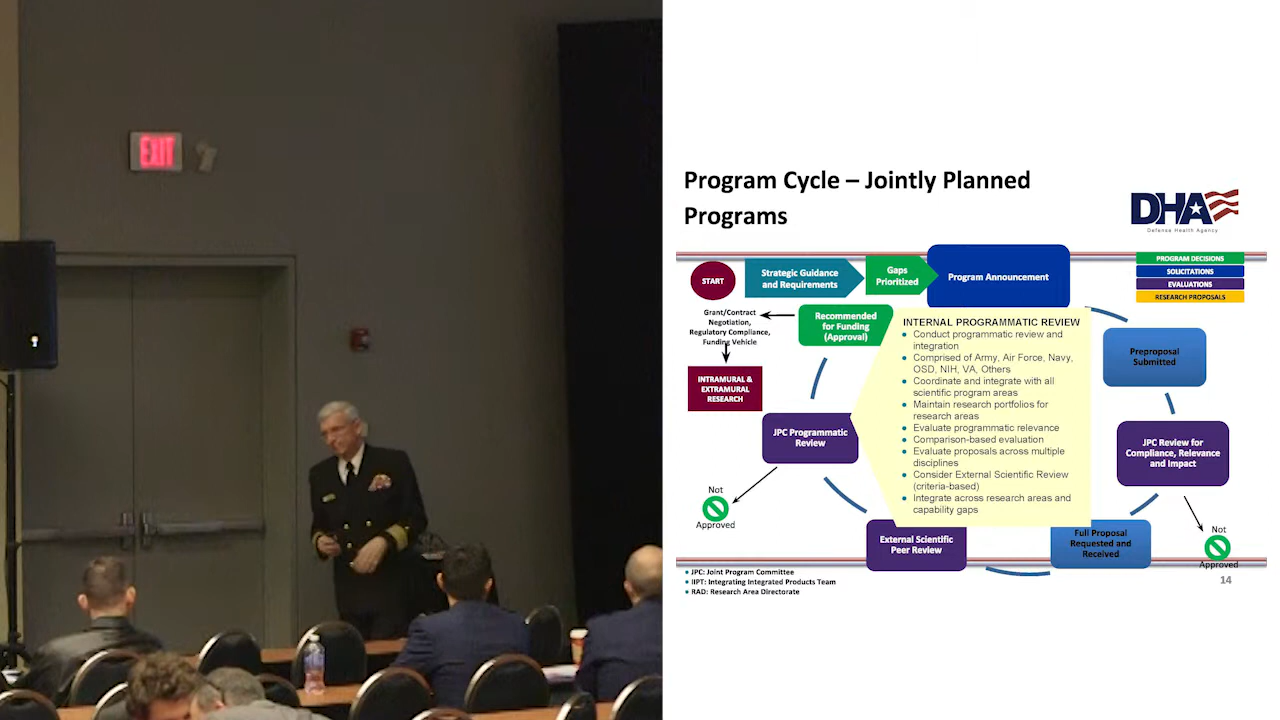 EXIT
Program Cycle – Jointly Planned
Programs
DHA
Defense Health Agency
PROGRAM DECISIONS
SOLICITATIONS
EVALUATIONS
RESEARCH PROPOSALS
START
Strategic Guidance
and Requirements
Gaps
Prioritized
Program Announcement
Grant/Contract
Negotiation,
Regulatory Compliance,
Funding Vehicle
Recommended
for Funding
(Approval)
INTRAMURAL &
EXTRAMURAL
RESEARCH
INTERNAL PROGRAMMATIC REVIEW
● Conduct programmatic review and
integration
● Comprised of Army, Air Force, Navy,
OSD, NIH, VA, Others
● Coordinate and integrate with all
scientific program areas
● Maintain research portfolios for
research areas
● Evaluate programmatic relevance
● Comparison-based evaluation
● Evaluate proposals across multiple
disciplines
● Consider External Scientific Review
(criteria-based)
● Integrate across research areas and
capability gaps
Preproposal
Submitted
JPC Programmatic
Review
JPC Review for
Compliance, Relevance
and Impact
Not
Approved
External Scientific
Peer Review
Full Proposal
Requested and
Received
Not
Approved
● JPC: Joint Program Committee
● IIPT: Integrating Integrated Products Team
● RAD: Research Area Directorate
14